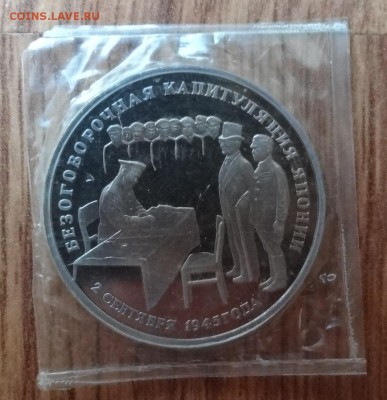 COINS.LAVE.RU
БЕЗОГОВОРОЧНАЯ КАПИТУЛЯЦИЯ ЯПОНИИ
2 СЕНТЯБРЯ 1945 ГОДА